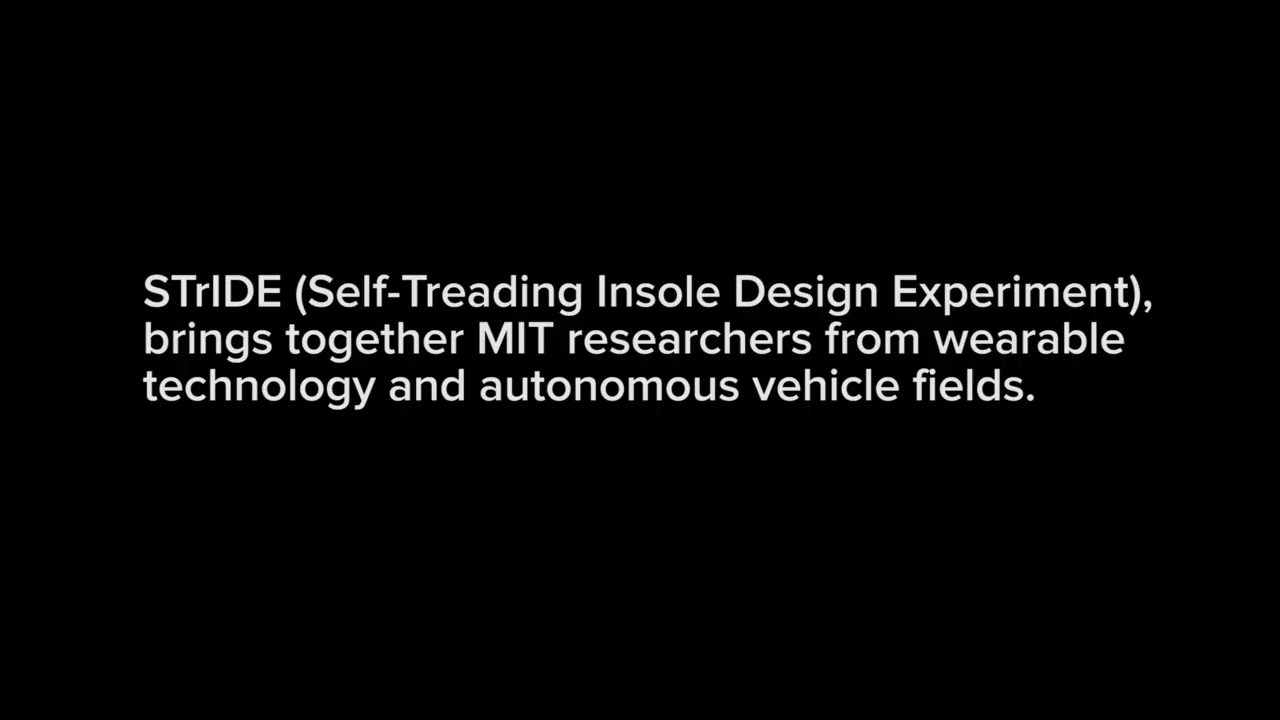 STrIDE (Self-Treading Insole Design Experiment),
brings together MIT researchers from wearable
technology and autonomous vehicle fields.